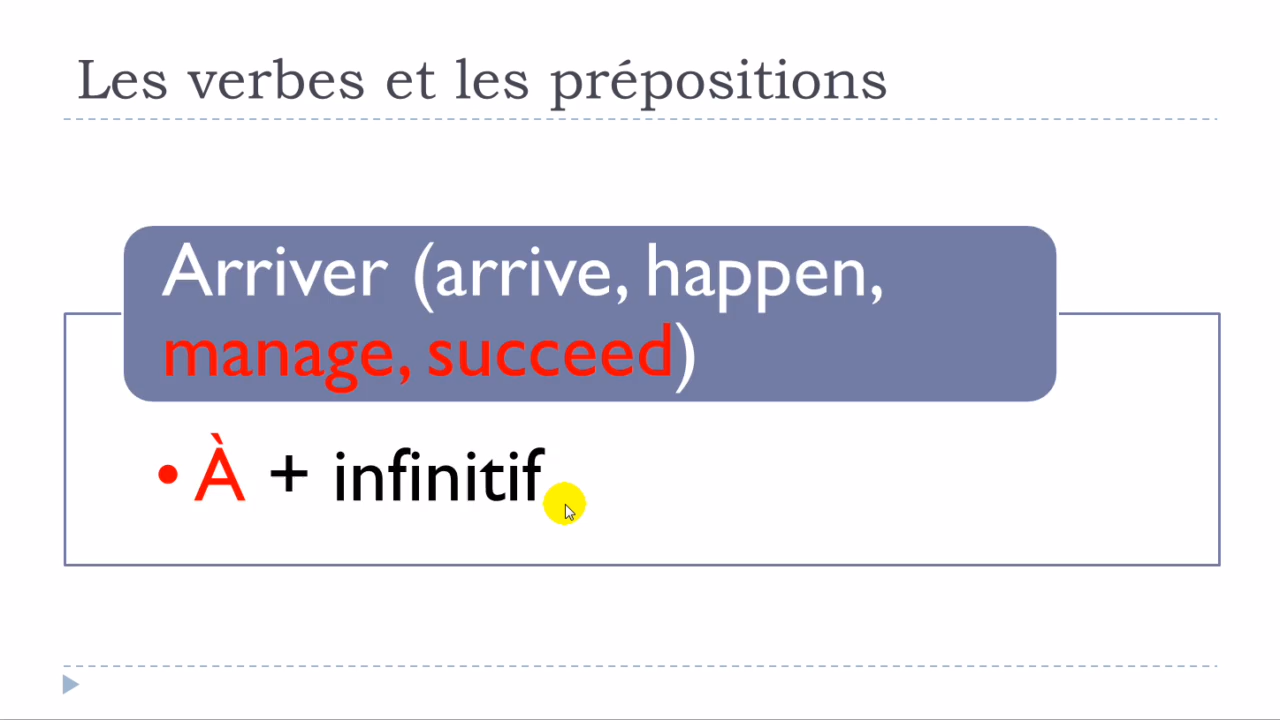 Les verbes et les prépositions
Arriver (arrive, happen,
manage, succeed)
• À + infinitif